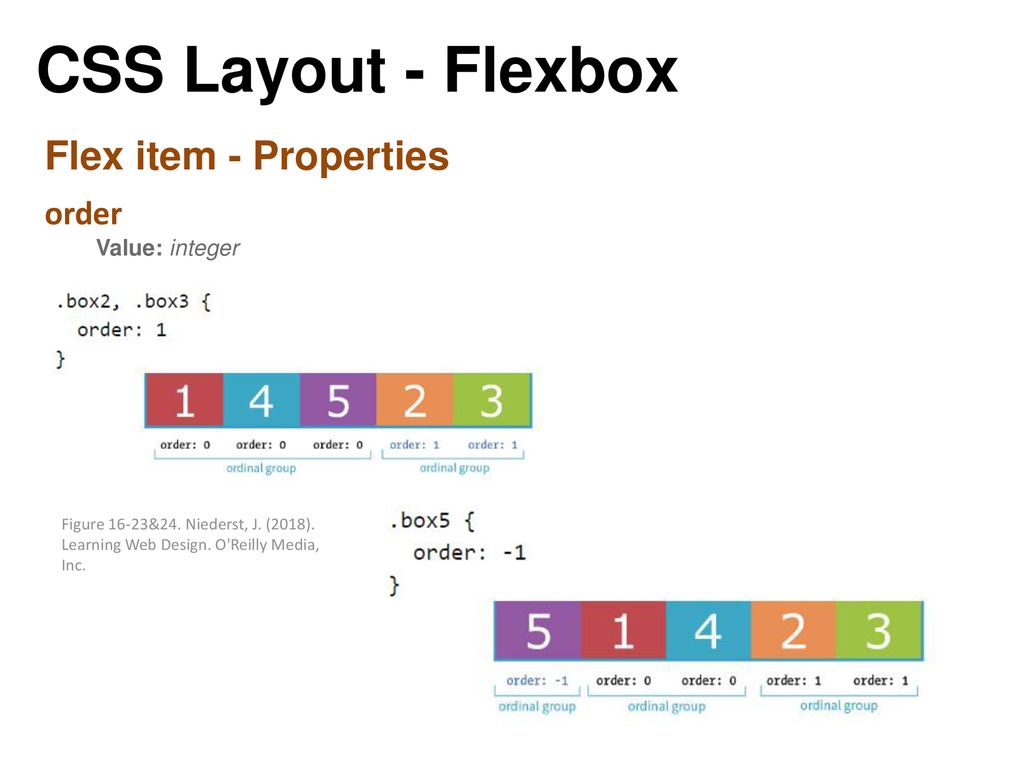 CSS Layout - Flexbox
Flex item - Properties
order
Value: integer
.box2, .box3 {
order: 1
}
1 4 5 2 3
order: 0 order: 0 order: 0 order: 1 order: 1
ordinal group ordinal group
Figure 16-23&24. Niederst, J. (2018).
Learning Web Design. O'Reilly Media,
Inc.
.box5 {
order: -1
}
5 1 4 2 3
order: -1 order: 0 order: 0 order: 1 order: 1
ordinal group ordinal group ordinal group